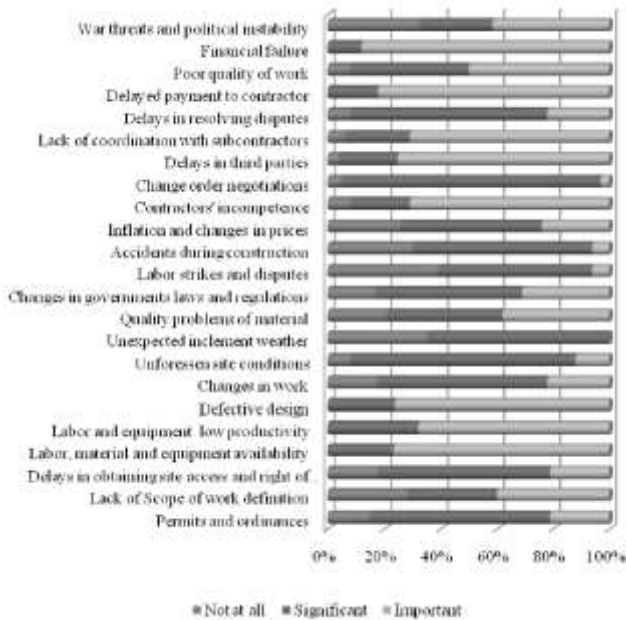 War threats and political instability
Financial failure
Poor quality of work
Delayed payment to contractor
Delays in resolving disputes
Lack of coordination with subcontractors
Delays in third parties
Change order negotiations
Contractors' incompetence
Inflation and changes in prices
Accidents during construction
Labor strikes and disputes
Changes in governments laws and regulations
Quality problems of material
Unexpected inclement weather
Unforessen site conditions
Changes in work
Defective design
Labor and equipment low productivity
Labor, material and equipment availability
Delays in obtaining site access and right of..
Lack of Scope of work definition
Permits and ordinances
0% 20% 40% 60% 80% 100%
Not at all Significant Important